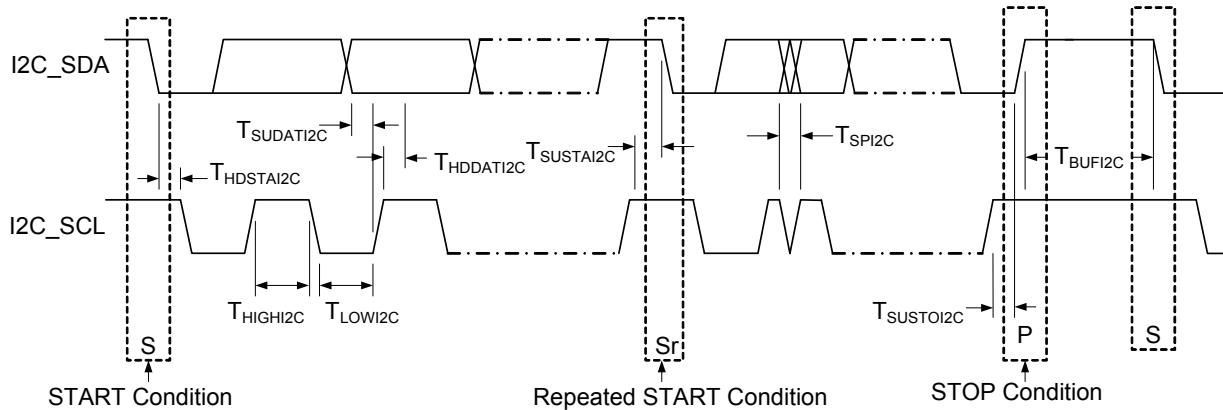 I2C_SDA
TSUDATI2C
THDDATI2C
TSUSTAI2C
TSPI2C
TBUFI2C
THDSTAI2C
I2C_SCL
THIGHI2C
TLOWI2C
TSUSTOI2C
S
Sr
P
S
START Condition
Repeated START Condition
STOP Condition